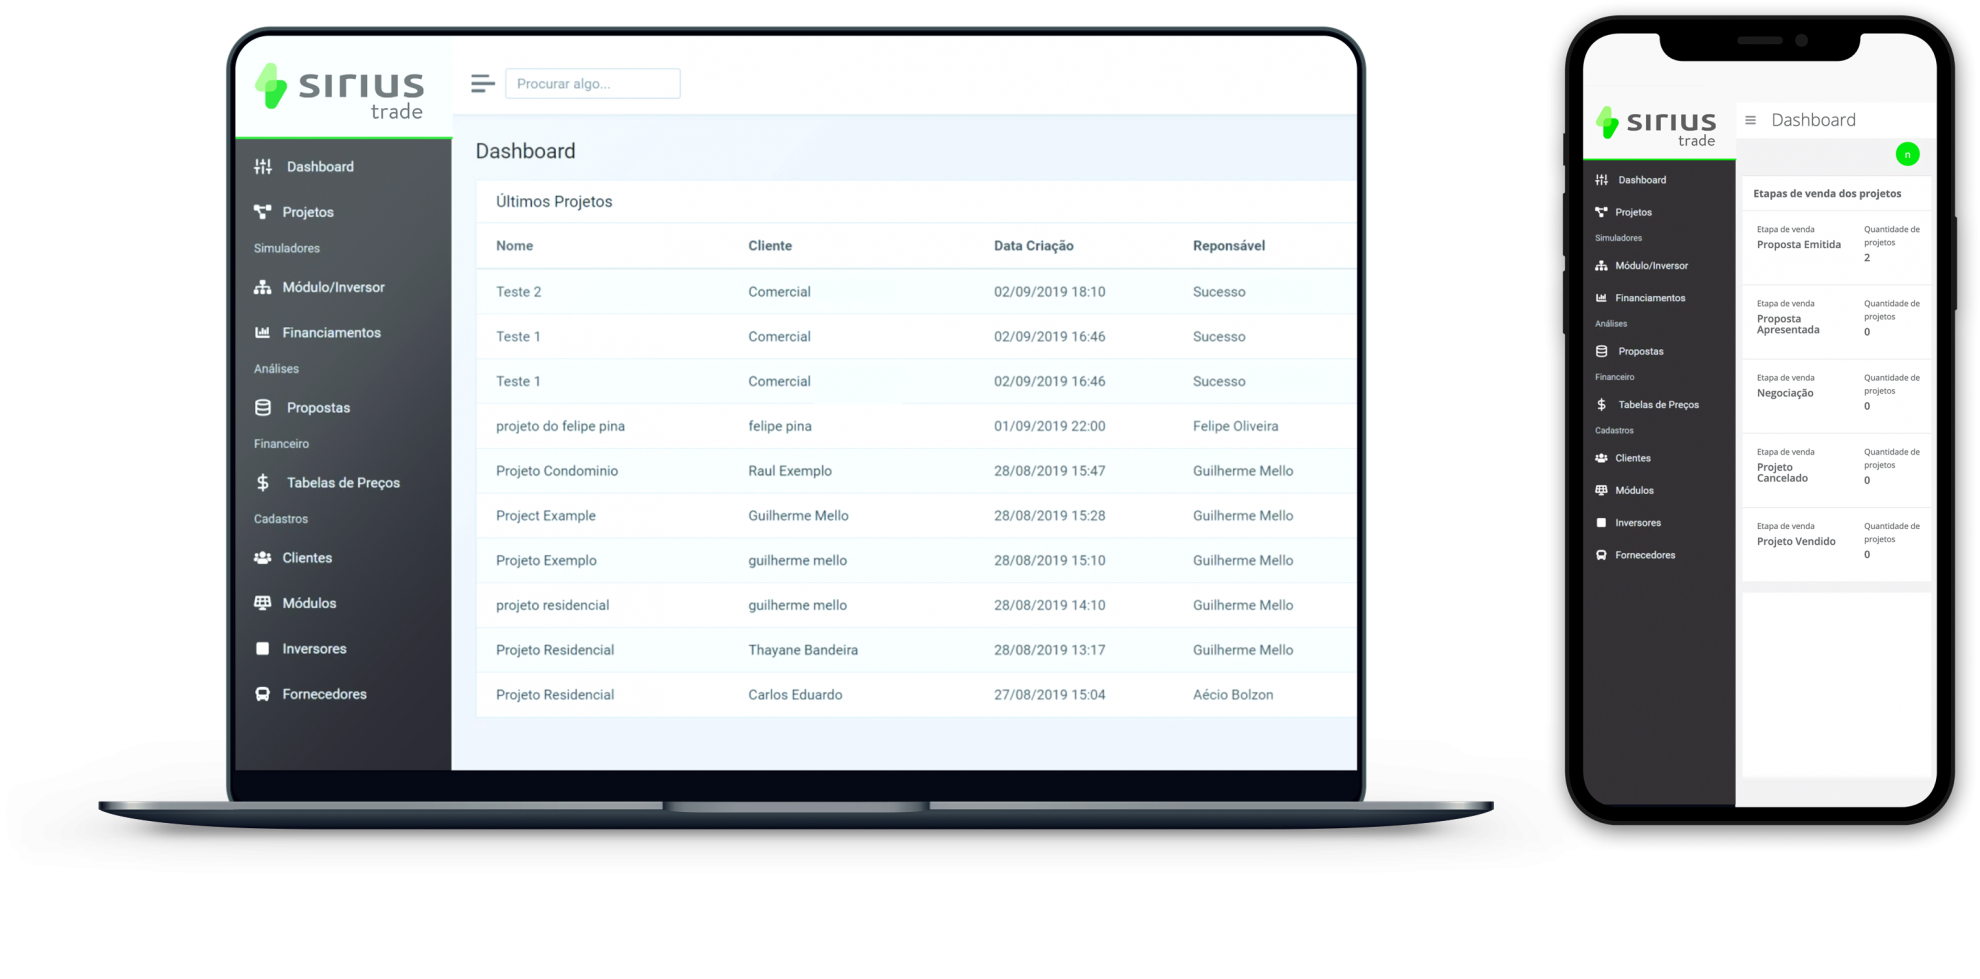 sirius
trade
Procurar algo...
Dashboard
Projetos
Simuladores
Módulo/Inversor
Financiamentos
Análises
Propostas
Financeiro
Tabelas de Preços
Cadastros
Clientes
Módulos
Inversores
Fornecedores
Dashboard
Últimos Projetos
Nome Cliente Data Criação Reponsável
Teste 2 Comercial 02/09/2019 18:10 Sucesso
Teste 1 Comercial 02/09/2019 16:46 Sucesso
Teste 1 Comercial 02/09/2019 16:46 Sucesso
projeto do felipe pina felipe pina 01/09/2019 22:00 Felipe Oliveira
Projeto Condominio Raul Exemplo 28/08/2019 15:47 Guilherme Mello
Project Example Guilherme Mello 28/08/2019 15:28 Guilherme Mello
Projeto Exemplo guilherme mello 28/08/2019 15:10 Guilherme Mello
projeto residencial guilherme mello 28/08/2019 14:10 Guilherme Mello
Projeto Residencial Thayane Bandeira 28/08/2019 13:17 Guilherme Mello
Projeto Residencial Carlos Eduardo 27/08/2019 15:04 Aécio Bolzon
sirius
trade
Dashboard
Projetos
Simuladores
Módulo/Inversor
Financiamentos
Análises
Propostas
Financeiro
Tabelas de Preços
Cadastros
Clientes
Módulos
Inversores
Fornecedores
Dashboard
n
Etapas de venda dos projetos
Etapa de venda
Proposta Emitida
Quantidade de
projetos
2
Etapa de venda
Proposta
Apresentada
Quantidade de
projetos
0
Etapa de venda
Negociação
Quantidade de
projetos
0
Etapa de venda
Projeto
Cancelado
Quantidade de
projetos
0
Etapa de venda
Projeto Vendido
Quantidade de
projetos
0